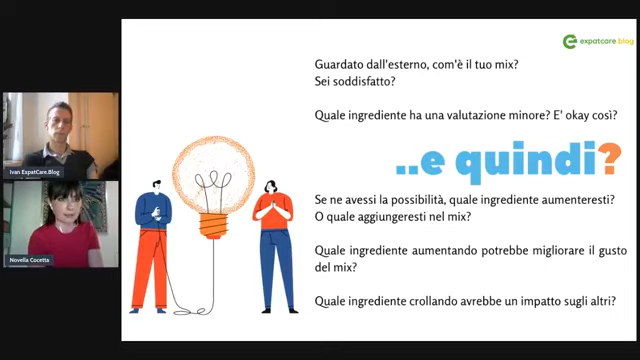 expatcare.blog
Guardato dall'esterno, com'è il tuo mix?
Sei soddisfatto?
Quale ingrediente ha una valutazione minore? E' okay così?
..e quindi?
Se ne avessi la possibilità, quale ingrediente aumenteresti?
O quale aggiungeresti nel mix?
Quale ingrediente aumentando potrebbe migliorare il gusto
del mix?
Quale ingrediente crollando avrebbe un impatto sugli altri?
Ivan ExpatCare.Blog
Novella Cocetta